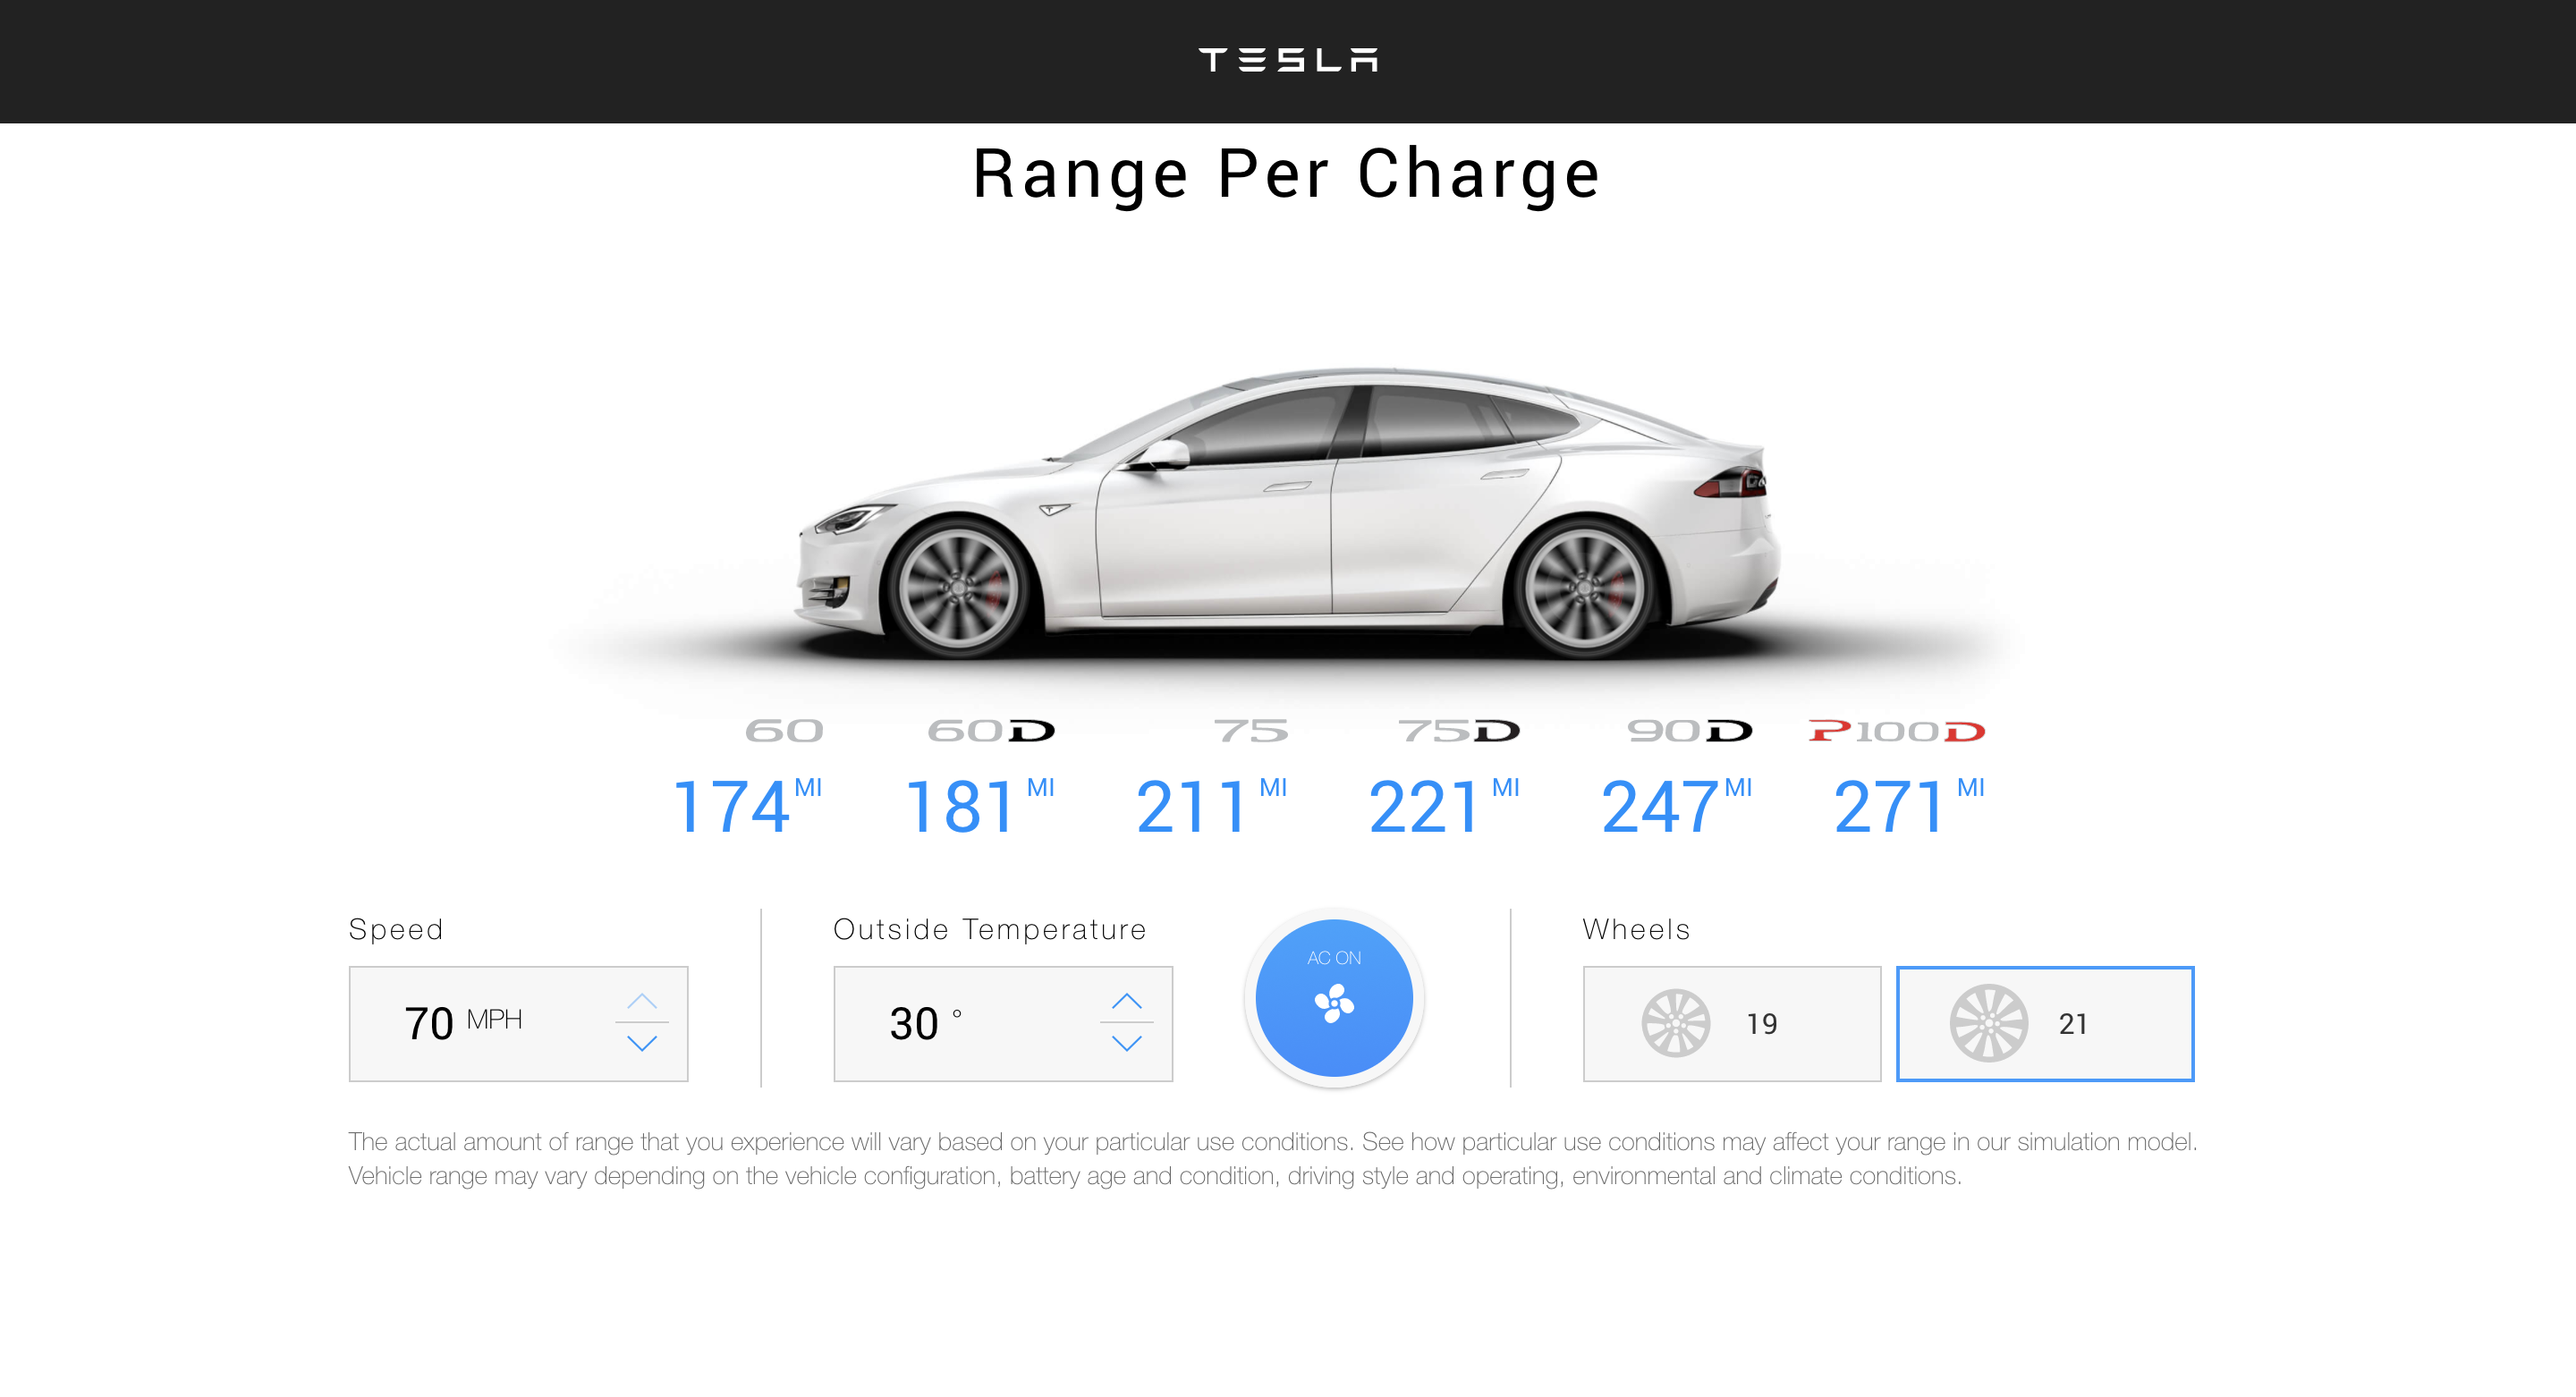 TESLA
Range Per Charge
60 60D 75 75D 90D P100D
174 MI 181 MI 211 MI 221 MI 247 MI 271 MI
Speed
70 MPH
Outside Temperature
30 °
AC ON
Wheels
19
21
The actual amount of range that you experience will vary based on your particular use conditions. See how particular use conditions may affect your range in our simulation model.
Vehicle range may vary depending on the vehicle configuration, battery age and condition, driving style and operating, environmental and climate conditions.